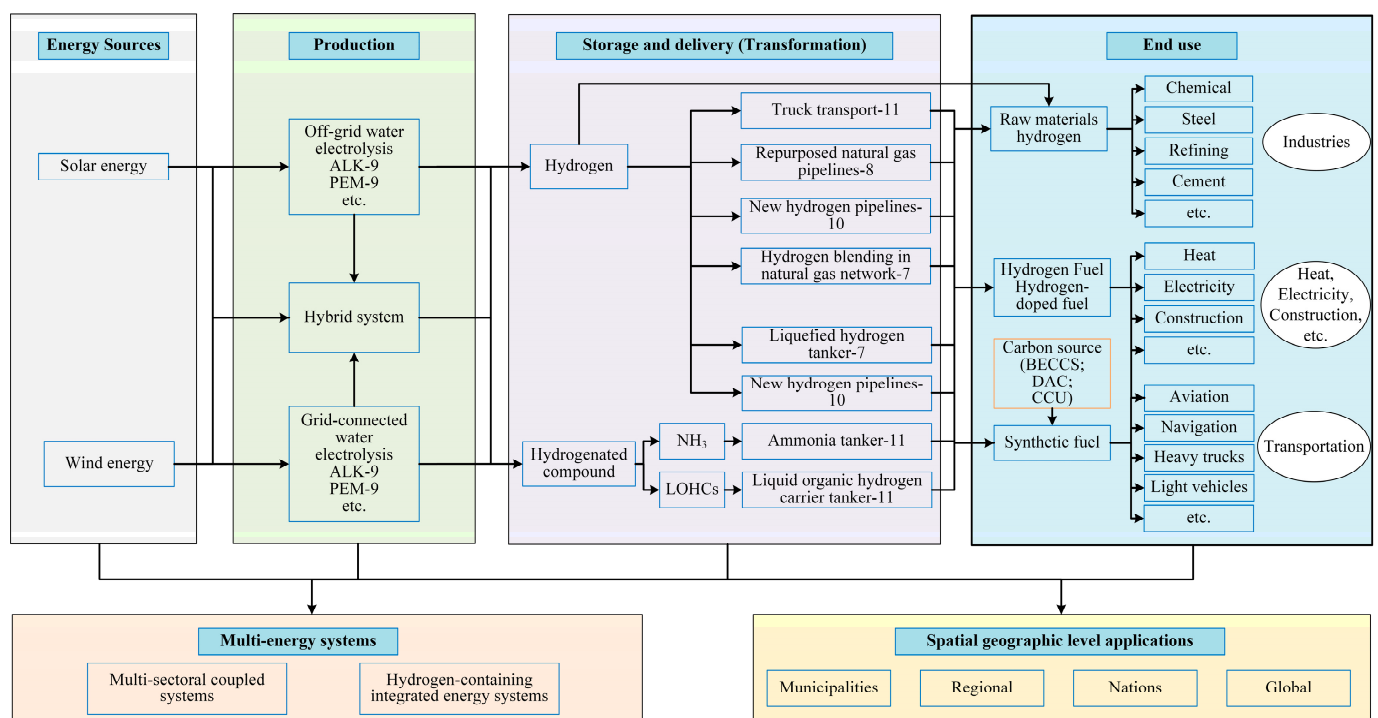 Energy Sources
Solar energy
Wind energy
Production
Off-grid water
electrolysis
ALK-9
PEM-9
etc.
Hybrid system
Grid-connected
water
electrolysis
ALK-9
PEM-9
etc.
Storage and delivery (Transformation)
Hydrogen
Truck transport-11
Repurposed natural gas
pipelines-8
New hydrogen pipelines-
10
Hydrogen blending in
natural gas network-7
Liquefied hydrogen
tanker-7
New hydrogen pipelines-
10
Hydrogenated
compound
NH₃
Ammonia tanker-11
LOHCs
Liquid organic hydrogen
carrier tanker-11
End use
Raw materials
hydrogen
Chemical
Steel
Refining
Cement
etc.
Industries
Hydrogen Fuel
Hydrogen-
doped fuel
Heat
Electricity
Construction
etc.
Heat,
Electricity,
Construction,
etc.
Carbon source
(BECCS;
DAC;
CCU)
Synthetic fuel
Aviation
Navigation
Heavy trucks
Light vehicles
etc.
Transportation
Multi-energy systems
Multi-sectoral coupled
systems
Hydrogen-containing
integrated energy systems
Spatial geographic level applications
Municipalities
Regional
Nations
Global